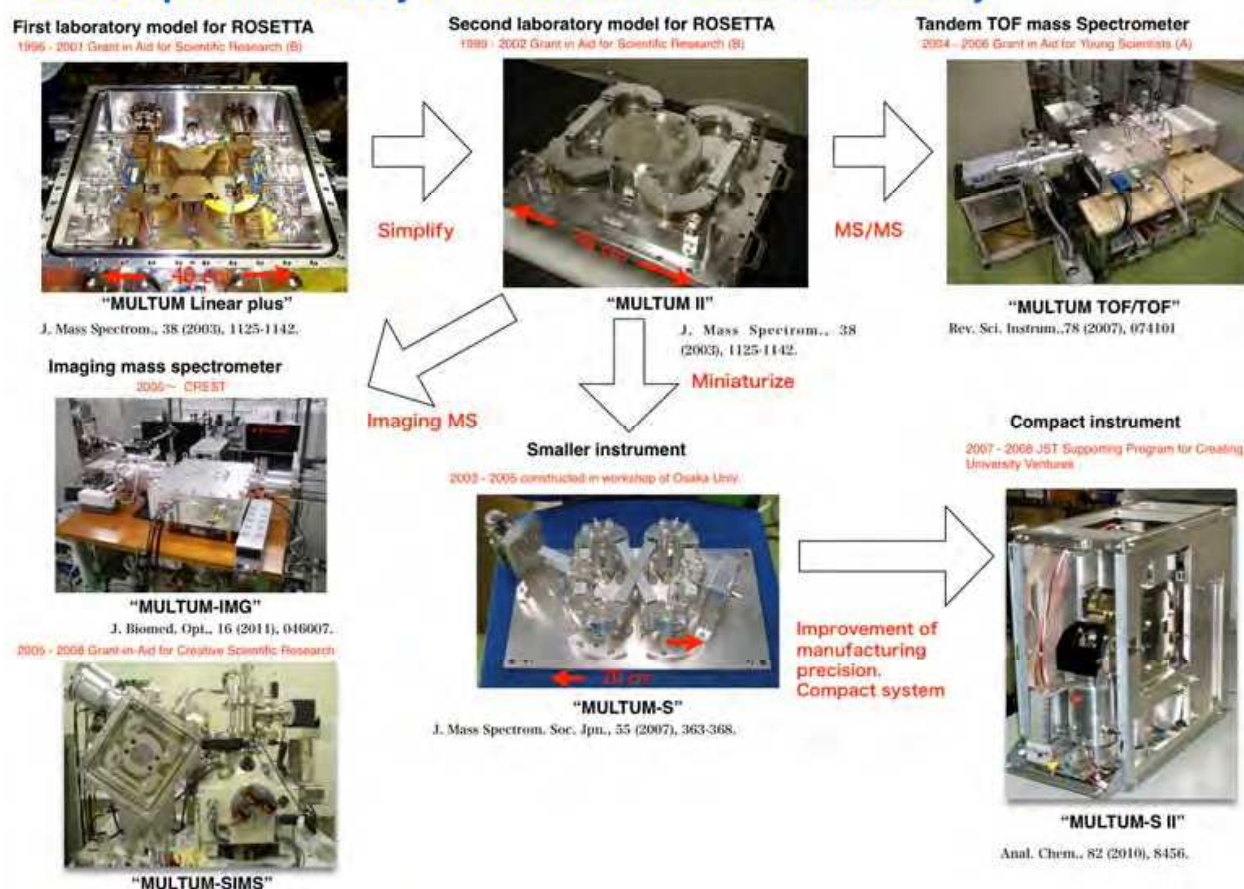 First laboratory model for ROSETTA
1996 - 2001 Grant in Aid for Scientific Research (B)
40 cm
"MULTUM Linear plus"
J. Mass Spectrom., 38 (2003), 1125-1142.
Simplify
Second laboratory model for ROSETTA
1999 - 2002 Grant in Aid for Scientific Research (B)
cm
"MULTUM II"
J. Mass Spectrom., 38
(2003), 1125-1142.
MS/MS
Tandem TOF mass Spectrometer
2004 - 2006 Grant in Aid for Young Scientists (A)
"MULTUM TOF/TOF"
Rev. Sci. Instrum.,78 (2007), 074101
Imaging MS
Imaging mass spectrometer
2005～ CREST
"MULTUM-IMG"
J. Biomed. Opt., 16 (2011), 046007.
2005 - 2008 Grant-in-Aid for Creative Scientific Research
"MULTUM-SIMS"
Miniaturize
Smaller instrument
2003 - 2005 constructed in workshop of Osaka Univ.
20 cm
"MULTUM-S"
J. Mass Spectrom. Soc. Jpn., 55 (2007), 363-368.
Improvement of
manufacturing
precision.
Compact system
Compact instrument
2007 - 2008 JST Supporting Program for Creating
University Ventures
"MULTUM-S II"
Anal. Chem., 82 (2010), 8456.